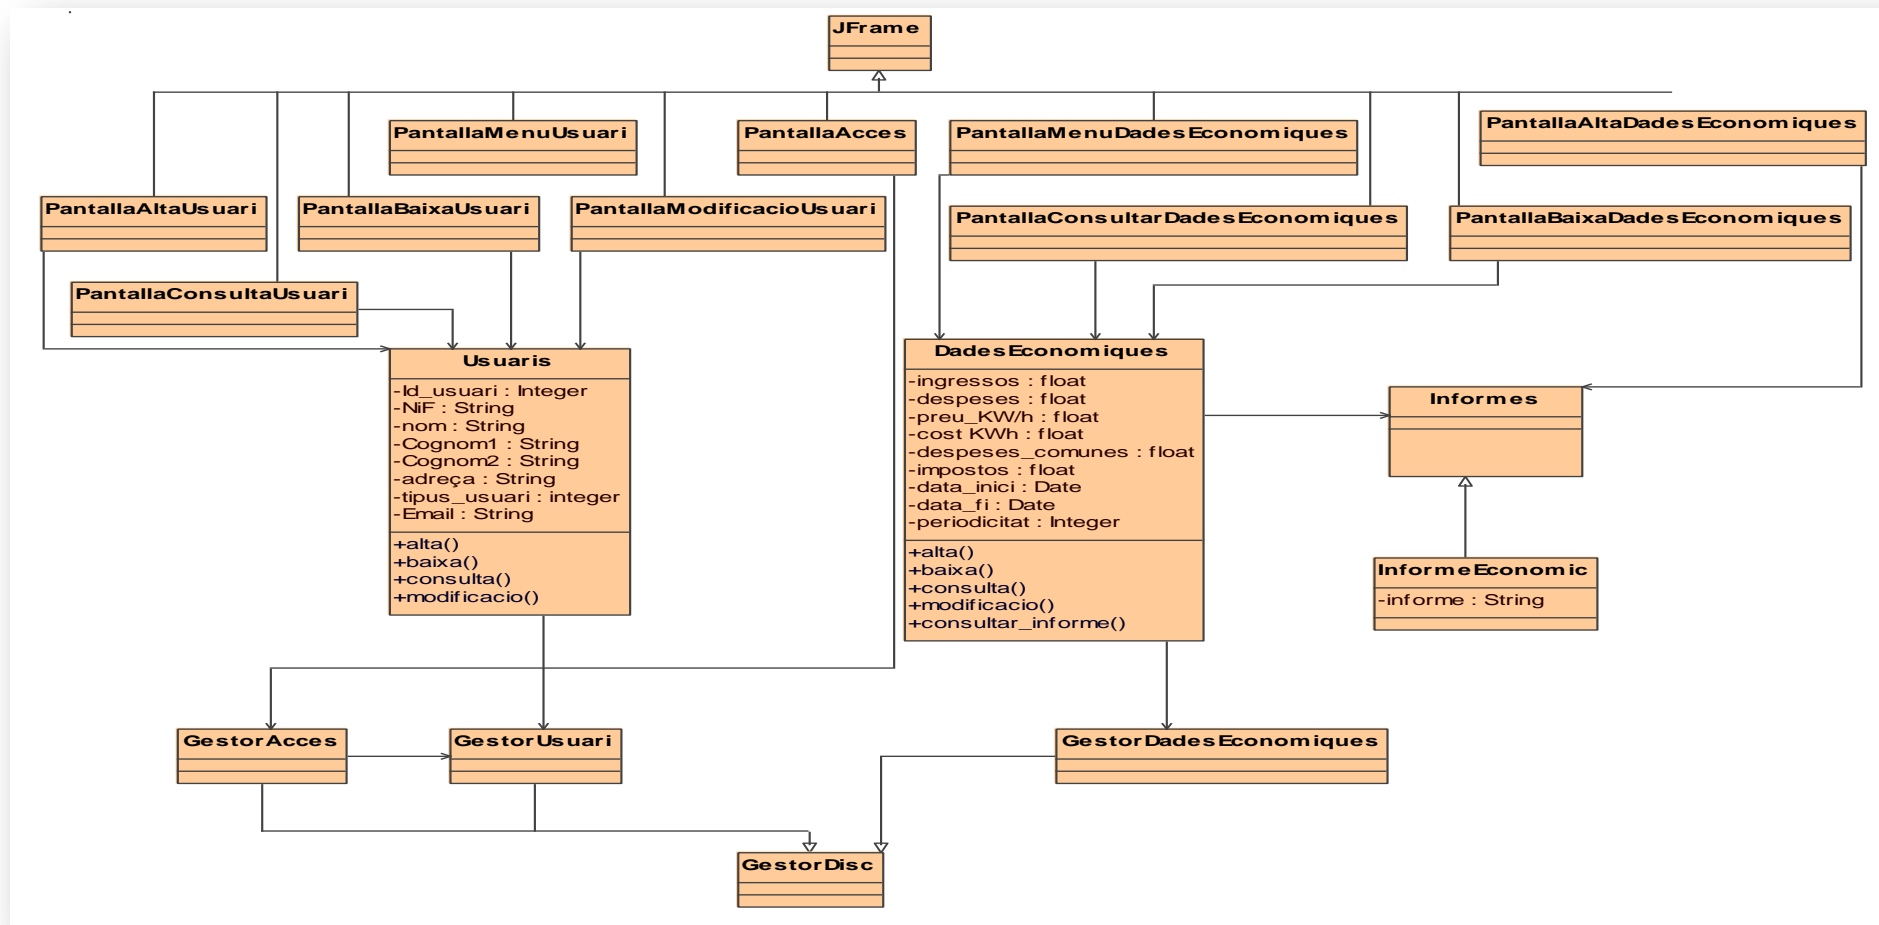 JFrame
PantallaMenuUsuari
PantallaAcces
PantallaMenuDadesEconomiques
PantallaAltaDadesEconomiques
PantallaAltaUsuari
PantallaBaixaUsuari
PantallaModificacioUsuari
PantallaConsultarDadesEconomiques
PantallaBaixaDadesEconomiques
PantallaConsultaUsuari
Usuaris
-Id_usuari : Integer
-NiF : String
-nom : String
-Cognom1 : String
-Cognom2 : String
-adreça : String
-tipus_usuari : integer
-Email : String
+alta()
+baixa()
+consulta()
+modificacio()
DadesEconomiques
-ingressos : float
-despeses : float
-preu_KW/h : float
-cost KWh : float
-despeses_comunes : float
-impostos : float
-data_inici : Date
-data_fi : Date
-periodicitat : Integer
+alta()
+baixa()
+consulta()
+modificacio()
+consultar_informe()
Informes
InformeEconomic
-informe : String
GestorAcces
GestorUsuari
GestorDadesEconomiques
GestorDisc